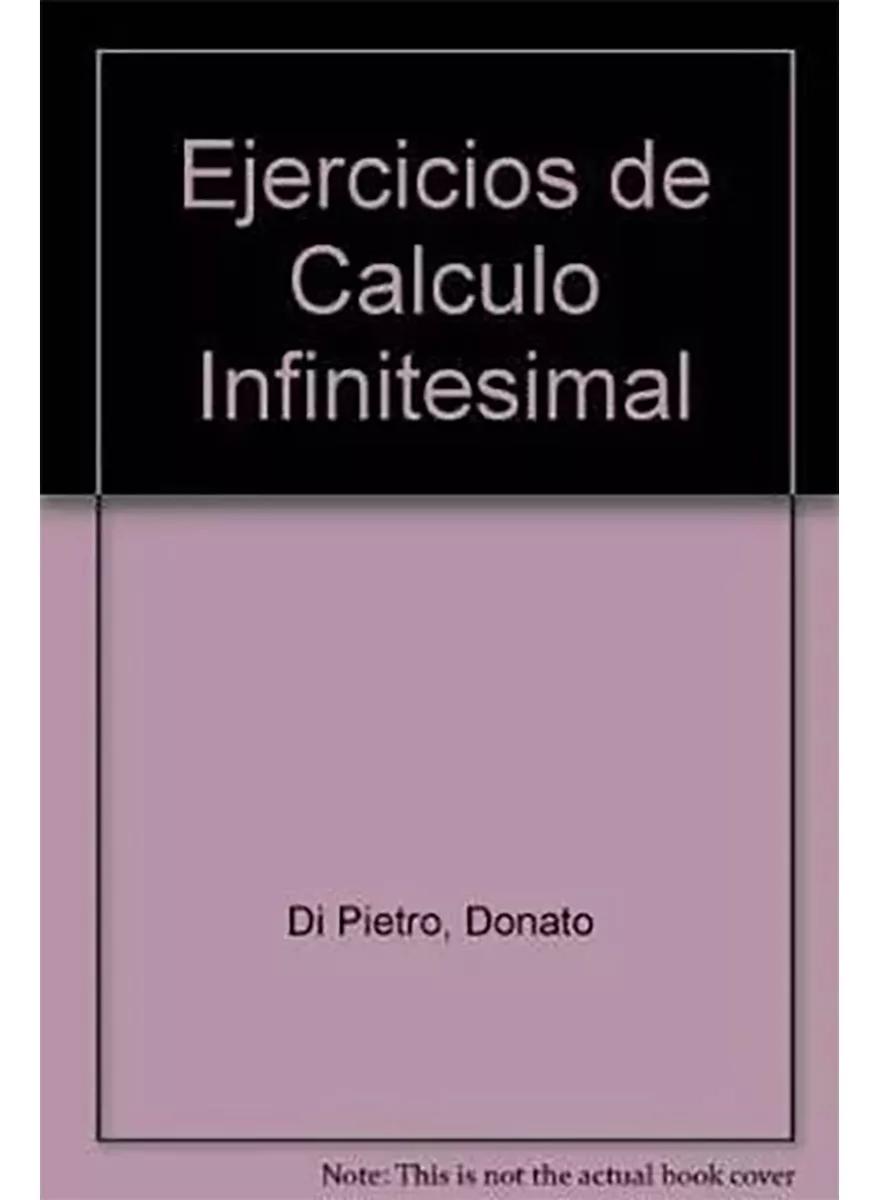 Ejercicios de
Calculo
Infinitesimal
Di Pietro, Donato
Note: This is not the actual book cover